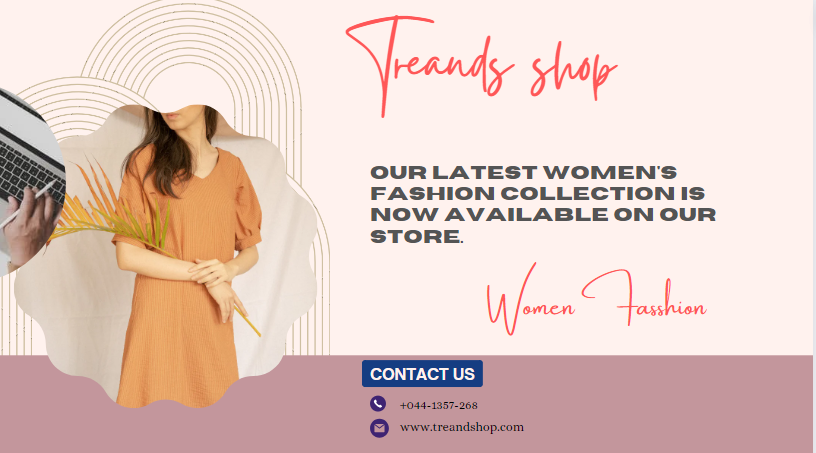 Treands shop
OUR LATEST WOMEN'S
FASHION COLLECTION IS
NOW AVAILABLE ON OUR
STORE.
Women Fasshion
CONTACT US
+044-1357-268
www.treandshop.com